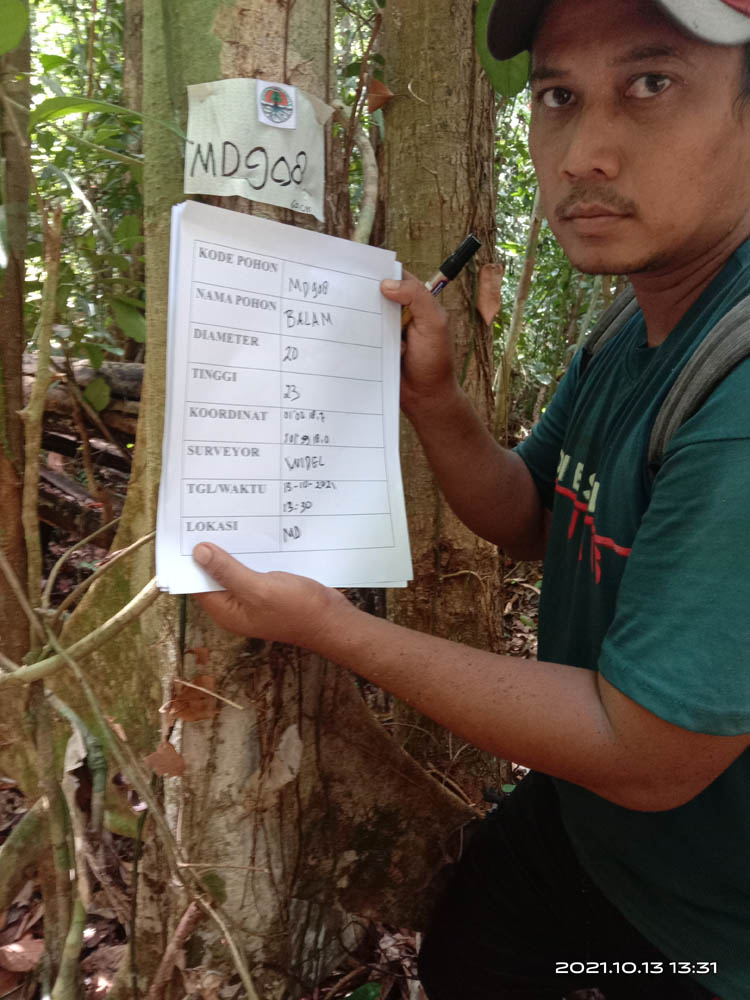 MD908
KODE POHON MD908
NAMA POHON BALAM
DIAMETER 20
TINGGI 23
KOORDINAT 01°02 18.7
SURVEYOR WIDEL
TGL/WAKTU 13-10-2021
13:30
LOKASI MD
2021.10.13 13:31